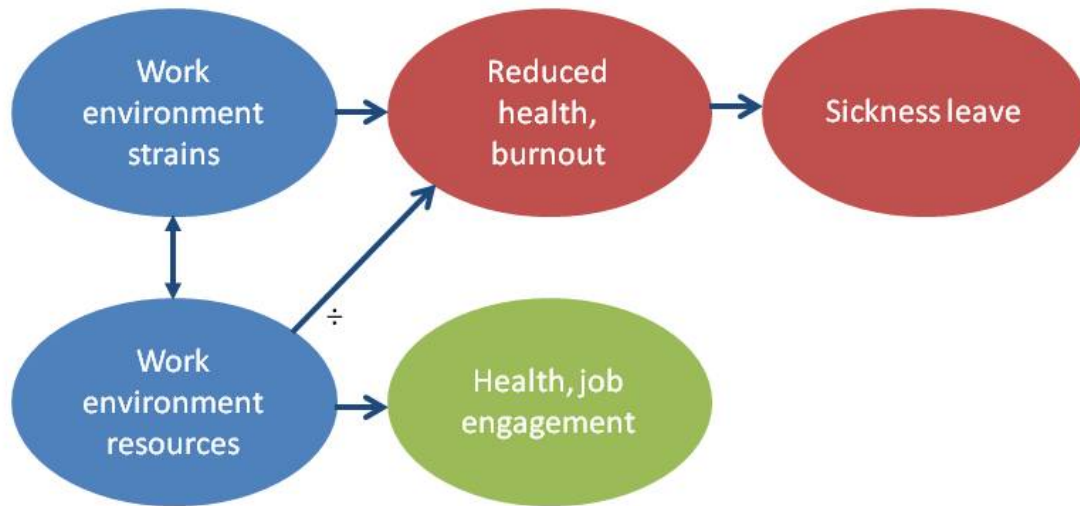 Work
environment
strains
Reduced
health,
burnout
Sickness leave
÷
Work
environment
resources
Health, job
engagement